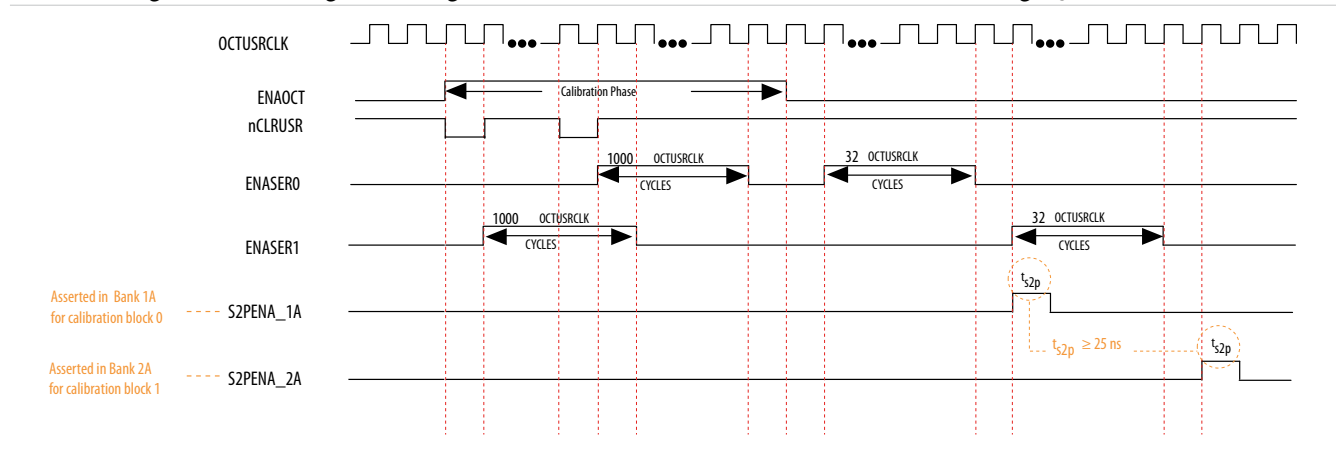 OCTUSRCLK
ENAOCT
Calibration Phase
nCLRUSR
1000 OCTUSRCLK
CYCLES
32 OCTUSRCLK
CYCLES
ENASER0
1000 OCTUSRCLK
CYCLES
32 OCTUSRCLK
CYCLES
ENASER1
Asserted in Bank 1A
for calibration block 0
S2PENA_1A
ts2p
ts2p ≥ 25 ns
ts2p
Asserted in Bank 2A
for calibration block 1
S2PENA_2A